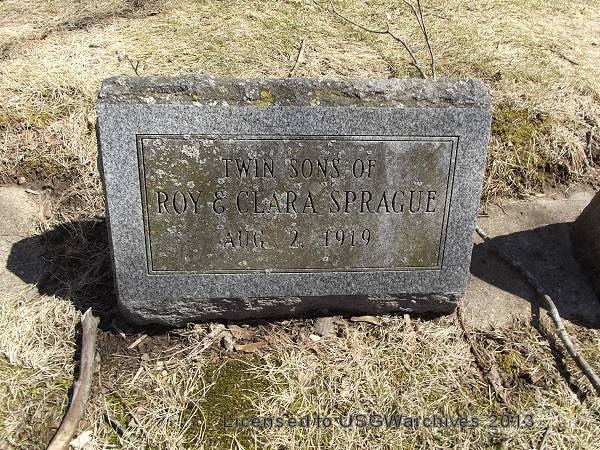 TWIN SONS OF
ROY & CLARA SPRAGUE
AUG. 2, 1919
Licensed to USGWarchives 2013